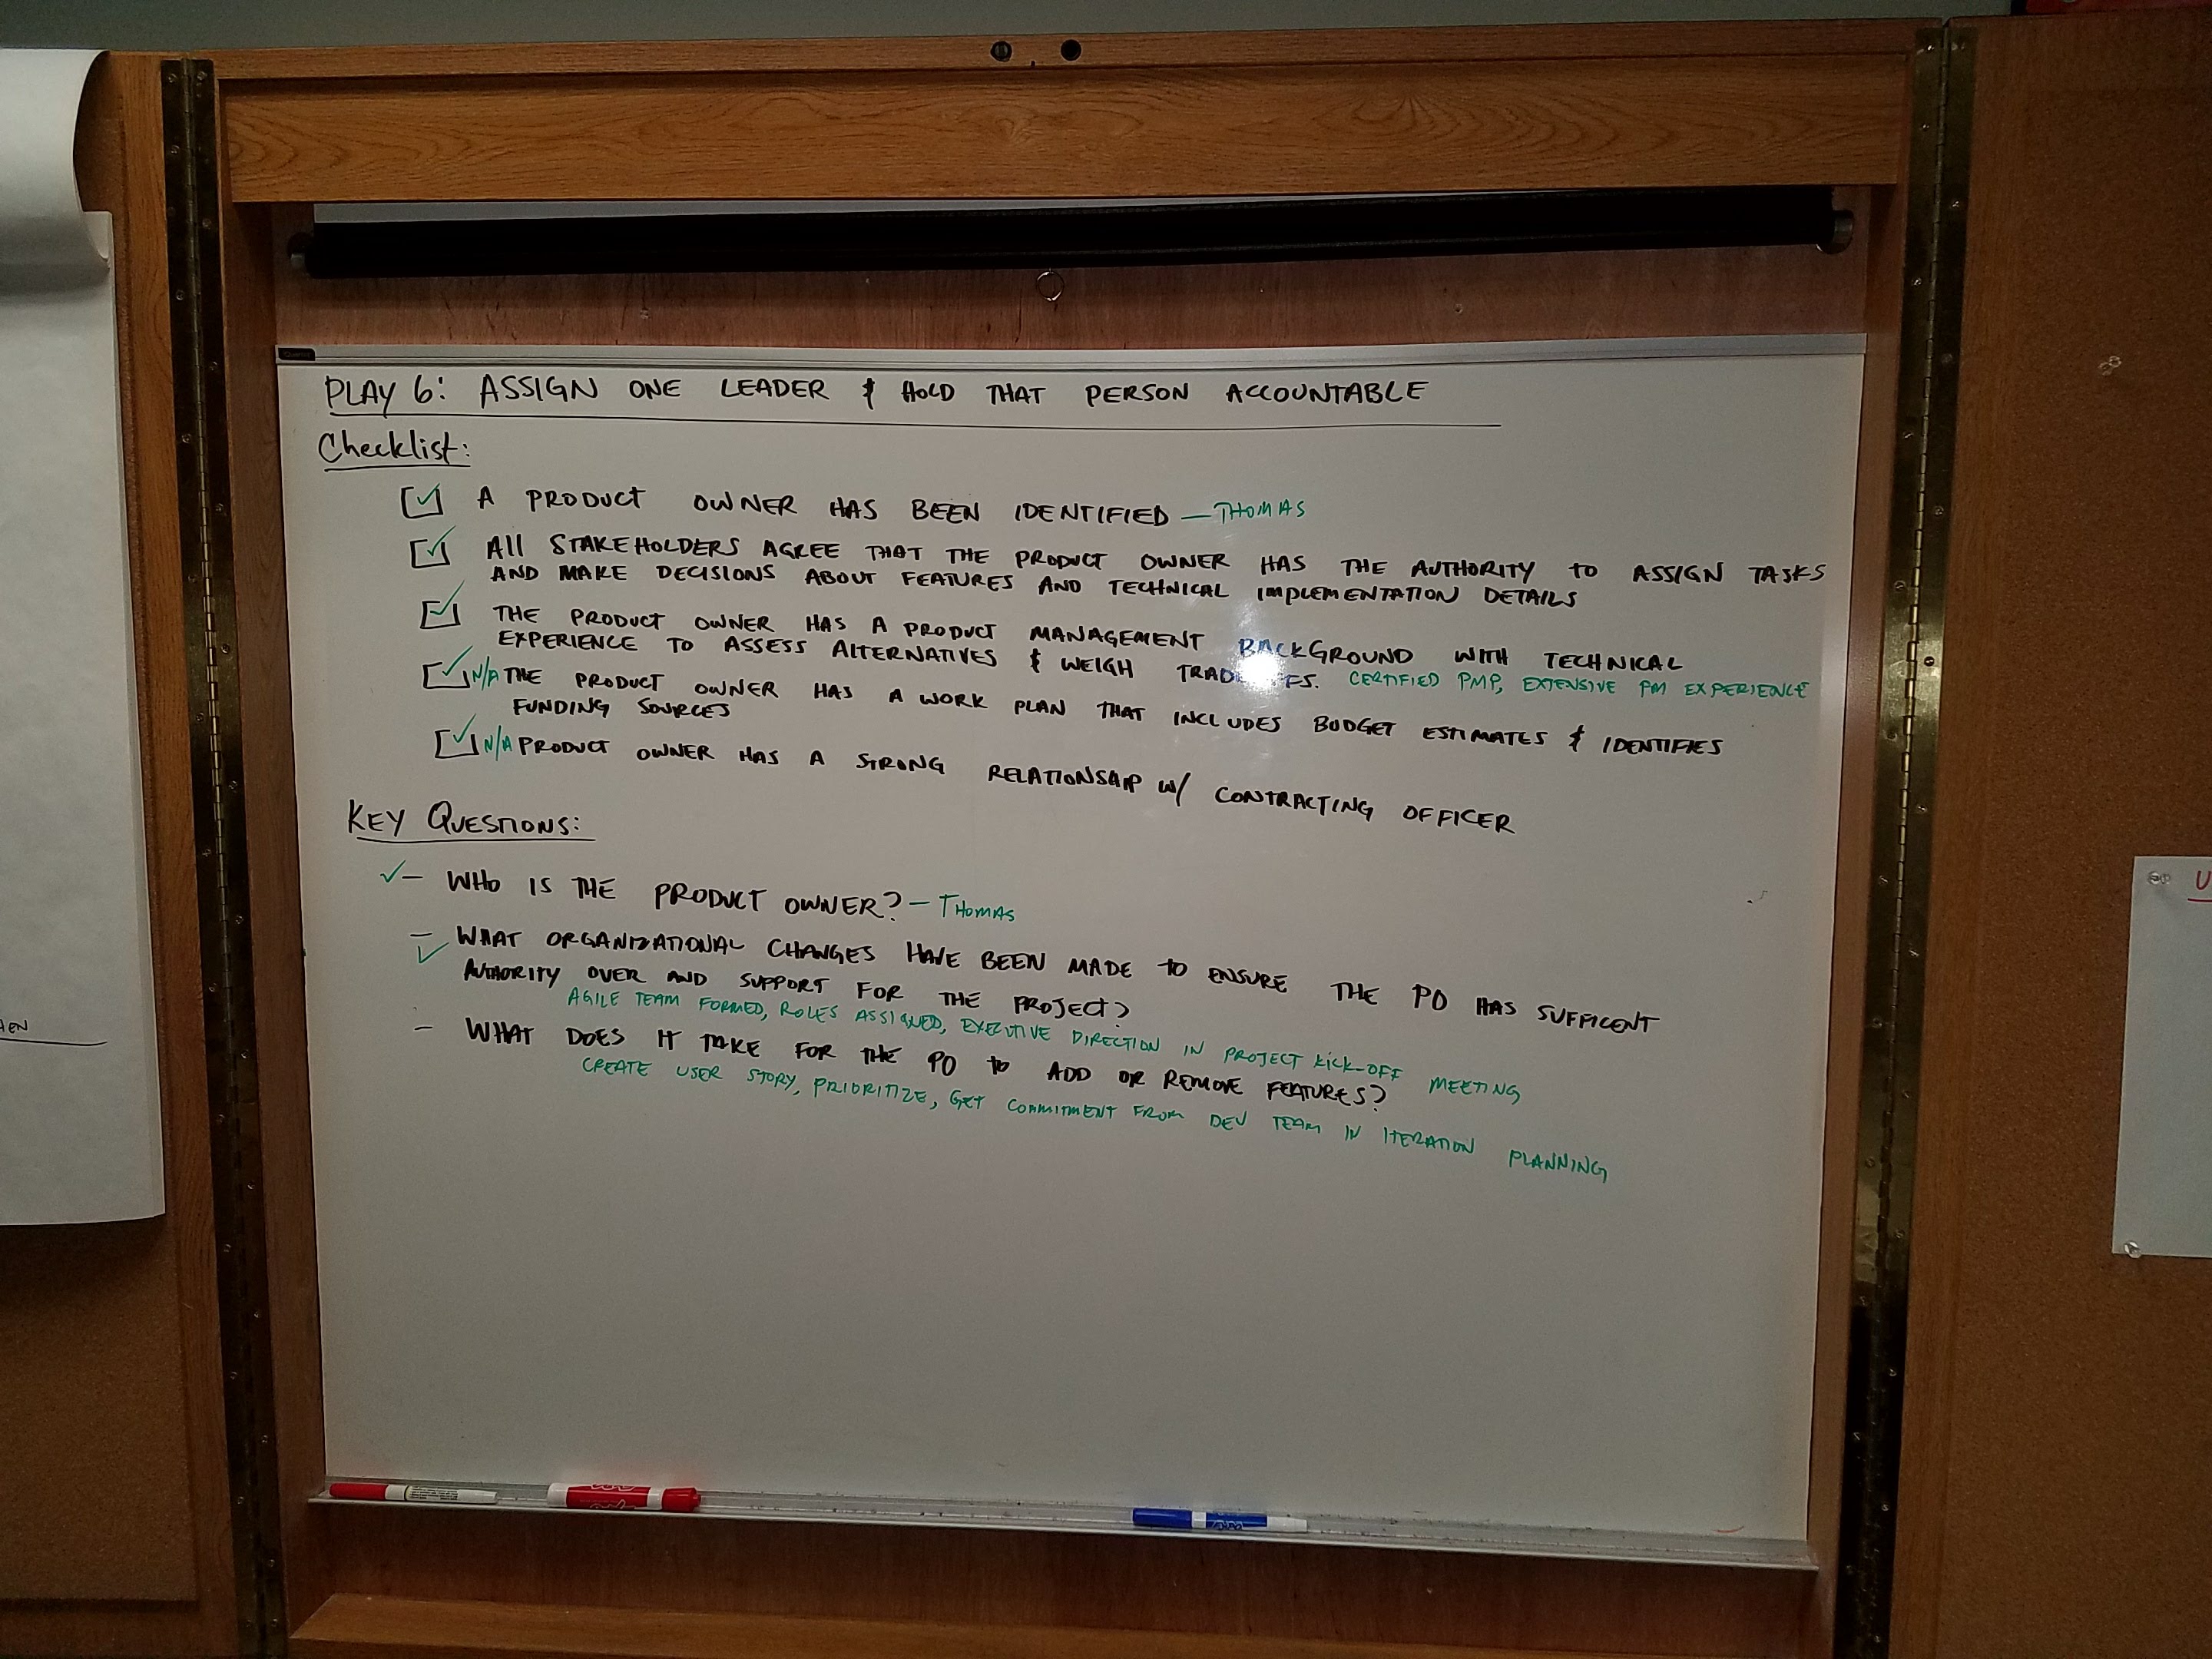 PLAY 6: ASSIGN ONE LEADER & HOLD THAT PERSON ACCOUNTABLE
Checklist:
A PRODUCT OWNER HAS BEEN IDENTIFIED — THOMAS
All STAKEHOLDERS AGREE THAT THE PRODUCT OWNER HAS THE AUTHORITY to ASSIGN TASKS
AND MAKE DECISIONS ABOUT FEATURES AND TECHNICAL IMPLEMENTATION DETAILS
THE PRODUCT OWNER HAS A PRODUCT MANAGEMENT BACKGROUND WITH TECHNICAL
EXPERIENCE TO ASSESS ALTERNATIVES & WEIGH CERTIFIED PMP, EXTENSIVE PM EXPERIENCE
N/A THE PRODUCT OWNER HAS A WORK PLAN THAT INCLUDES BUDGET ESTIMATES & IDENTIFIES
FUNDING SOURCES
N/A PRODUCT OWNER HAS A STRONG RELATIONSHIP W/ CONTRACTING OFFICER
KEY QUESTIONS:
✓— WHO IS THE PRODUCT OWNER? — THOMAS
— WHAT ORGANIZATIONAL CHANGES HAVE BEEN MADE to ENSURE THE PO HAS SUFFICENT
AUTHORITY OVER AND SUPPORT FOR THE PROJECT?
AGILE TEAM FORMED, ROLES ASSIGNED, EXECUTIVE DIRECTION IN PROJECT KICK-OFF MEETING
— WHAT DOES IT TAKE FOR THE PO to ADD OR REMOVE FEATURES?
CREATE USER STORY, PRIORITIZE, GET COMMITMENT FROM DEV TEAM IN ITERATION PLANNING